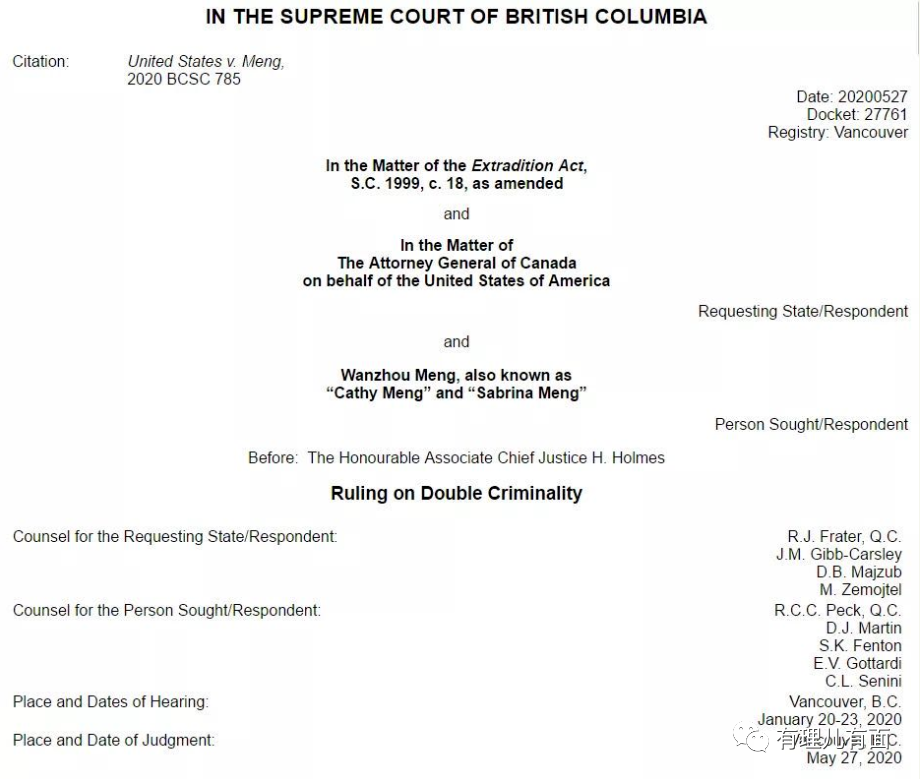 IN THE SUPREME COURT OF BRITISH COLUMBIA
Citation: United States v. Meng,
2020 BCSC 785
Date: 20200527
Docket: 27761
Registry: Vancouver
In the Matter of the Extradition Act,
S.C. 1999, c. 18, as amended
and
In the Matter of
The Attorney General of Canada
on behalf of the United States of America
Requesting State/Respondent
and
Wanzhou Meng, also known as
“Cathy Meng” and “Sabrina Meng”
Person Sought/Respondent
Before: The Honourable Associate Chief Justice H. Holmes
Ruling on Double Criminality
Counsel for the Requesting State/Respondent: R.J. Frater, Q.C.
J.M. Gibb-Carsley
D.B. Majzub
M. Zemojtel
Counsel for the Person Sought/Respondent: R.C.C. Peck, Q.C.
D.J. Martin
S.K. Fenton
E.V. Gottardi
C.L. Senini
Place and Dates of Hearing: Vancouver, B.C.
January 20-23, 2020
Place and Date of Judgment:
有理儿有面
May 27, 2020